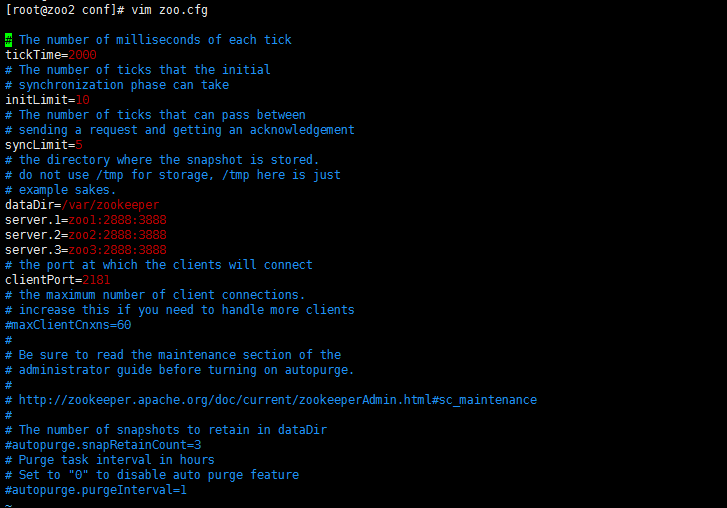 [root@zoo2 conf]# vim zoo.cfg
# The number of milliseconds of each tick
tickTime=2000
# The number of ticks that the initial
# synchronization phase can take
initLimit=10
# The number of ticks that can pass between
# sending a request and getting an acknowledgement
syncLimit=5
# the directory where the snapshot is stored.
# do not use /tmp for storage, /tmp here is just
# example sakes.
dataDir=/var/zookeeper
server.1=zoo1:2888:3888
server.2=zoo2:2888:3888
server.3=zoo3:2888:3888
# the port at which the clients will connect
clientPort=2181
# the maximum number of client connections.
# increase this if you need to handle more clients
#maxClientCnxns=60
#
# Be sure to read the maintenance section of the
# administrator guide before turning on autopurge.
#
# http://zookeeper.apache.org/doc/current/zookeeperAdmin.html#sc_maintenance
#
# The number of snapshots to retain in dataDir
#autopurge.snapRetainCount=3
# Purge task interval in hours
# Set to "0" to disable auto purge feature
#autopurge.purgeInterval=1
~